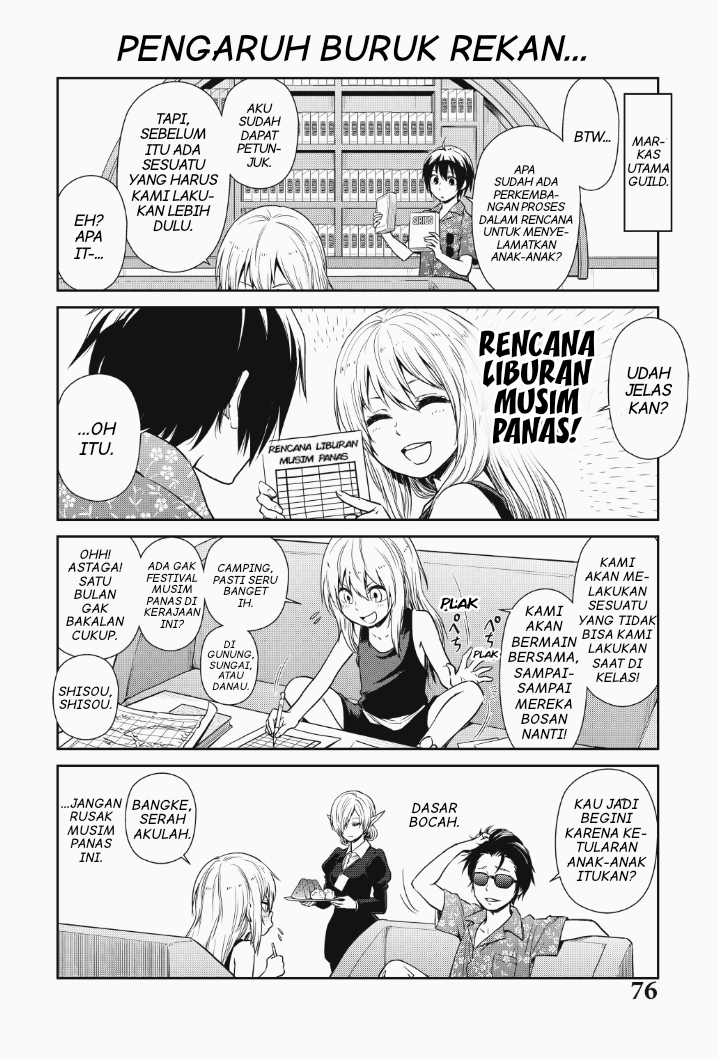 PENGARUH BURUK REKAN...
MAR-
KAS
UTAMA
GUILD.
BTW...
APA
SUDAH ADA
PERKEMBA-
NGAN PROSES
DALAM RENCANA
UNTUK MENYE-
LAMATKAN
ANAK-ANAK?
SIRIUS
AKU
SUDAH
DAPAT
PETUN-
JUK.
TAPI,
SEBELUM
ITU ADA
SESUATU
YANG HARUS
KAMI LAKU-
KAN LEBIH
DULU.
EH?
APA
IT-...
UDAH
JELAS
KAN?
RENCANA
LIBURAN
MUSIM
PANAS!
RENCANA LIBURAN
MUSIM PANAS
...OH
ITU.
KAMI
AKAN ME-
LAKUKAN
SESUATU
YANG TIDAK
BISA KAMI
LAKUKAN
SAAT DI
KELAS!
KAMI
AKAN
BERMAIN
BERSAMA,
SAMPAI-
SAMPAI
MEREKA
BOSAN
NANTI!
PLAK
ぺち
ぺち
PLAK
CAMPING,
PASTI SERU
BANGET
IH.
DI
GUNUNG,
SUNGAI,
ATAU
DANAU.
ADA GAK
FESTIVAL
MUSIM
PANAS DI
KERAJAAN
INI?
OHH!
ASTAGA!
SATU
BULAN
GAK
BAKALAN
CUKUP.
SHISOU,
SHISOU.
KAU JADI
BEGINI
KARENA KE-
TULARAN
ANAK-ANAK
ITUKAN?
DASAR
BOCAH.
BANGKE,
SERAH
AKULAH.
...JANGAN
RUSAK
MUSIM
PANAS
INI.
76